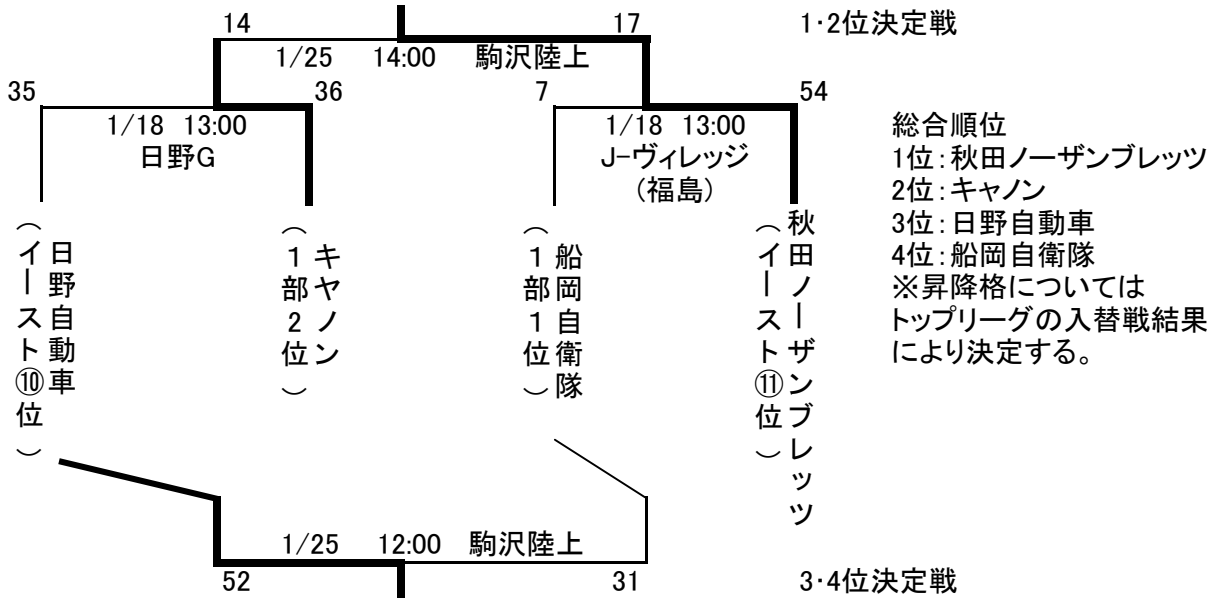 14
17
1・2位決定戦
1/25 14:00 駒沢陸上
35
36
7
54
1/18 13:00
日野G
1/18 13:00
J-ヴィレッジ
(福島)
総合順位
1位:秋田ノーザンブレッツ
2位:キャノン
3位:日野自動車
4位:船岡自衛隊
※昇降格については
トップリーグの入替戦結果
により決定する。
日野自動車
(イースト⑩位)
キヤノン
(1部2位)
船岡自衛隊
(1部1位)
秋田ノーザンブレッツ
(イースト⑪位)
1/25 12:00 駒沢陸上
52
31
3・4位決定戦